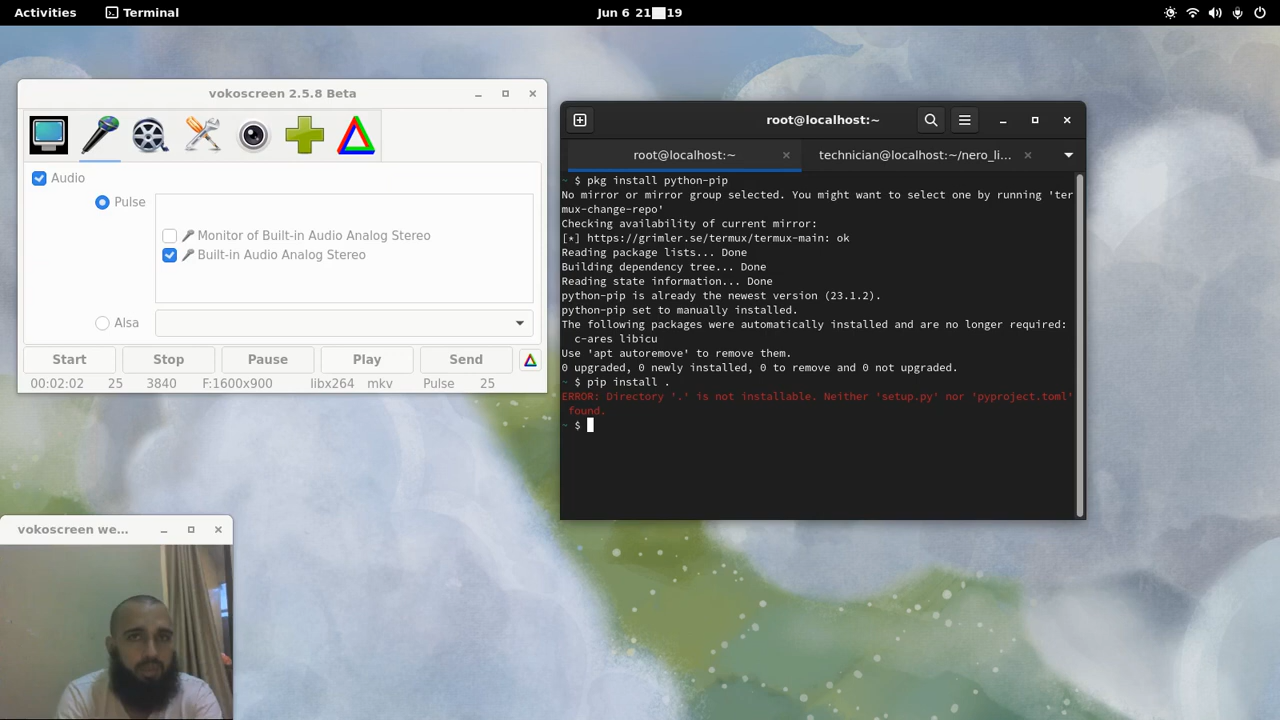 Activities
Terminal
Jun 6 21 19
vokoscreen 2.5.8 Beta
Audio
Pulse
Monitor of Built-in Audio Analog Stereo
Built-in Audio Analog Stereo
Alsa
Start Stop Pause Play Send
00:02:02 25 3840 F:1600x900 libx264 mkv Pulse 25
root@localhost:~
root@localhost:~
technician@localhost:~/nero_li...
~ $ pkg install python-pip
No mirror or mirror group selected. You might want to select one by running 'ter
mux-change-repo'
Checking availability of current mirror:
[*] https://grimler.se/termux/termux-main: ok
Reading package lists... Done
Building dependency tree... Done
Reading state information... Done
python-pip is already the newest version (23.1.2).
python-pip set to manually installed.
The following packages were automatically installed and are no longer required:
c-ares libicu
Use 'apt autoremove' to remove them.
0 upgraded, 0 newly installed, 0 to remove and 0 not upgraded.
~ $ pip install .
ERROR: Directory '.' is not installable. Neither 'setup.py' nor 'pyproject.toml'
found.
~ $
vokoscreen we...